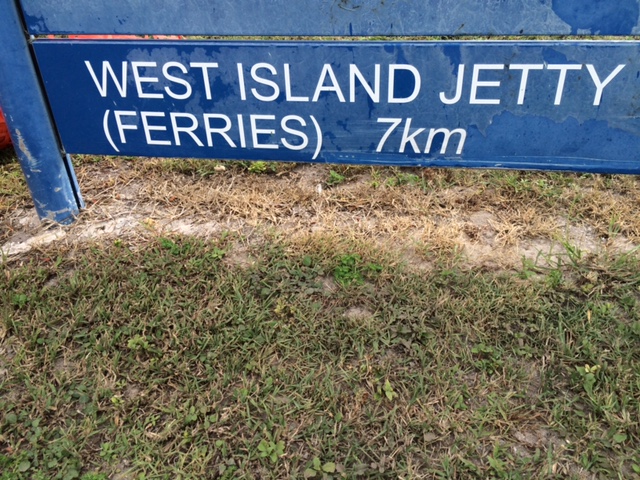 WEST ISLAND JETTY
(FERRIES) 7km